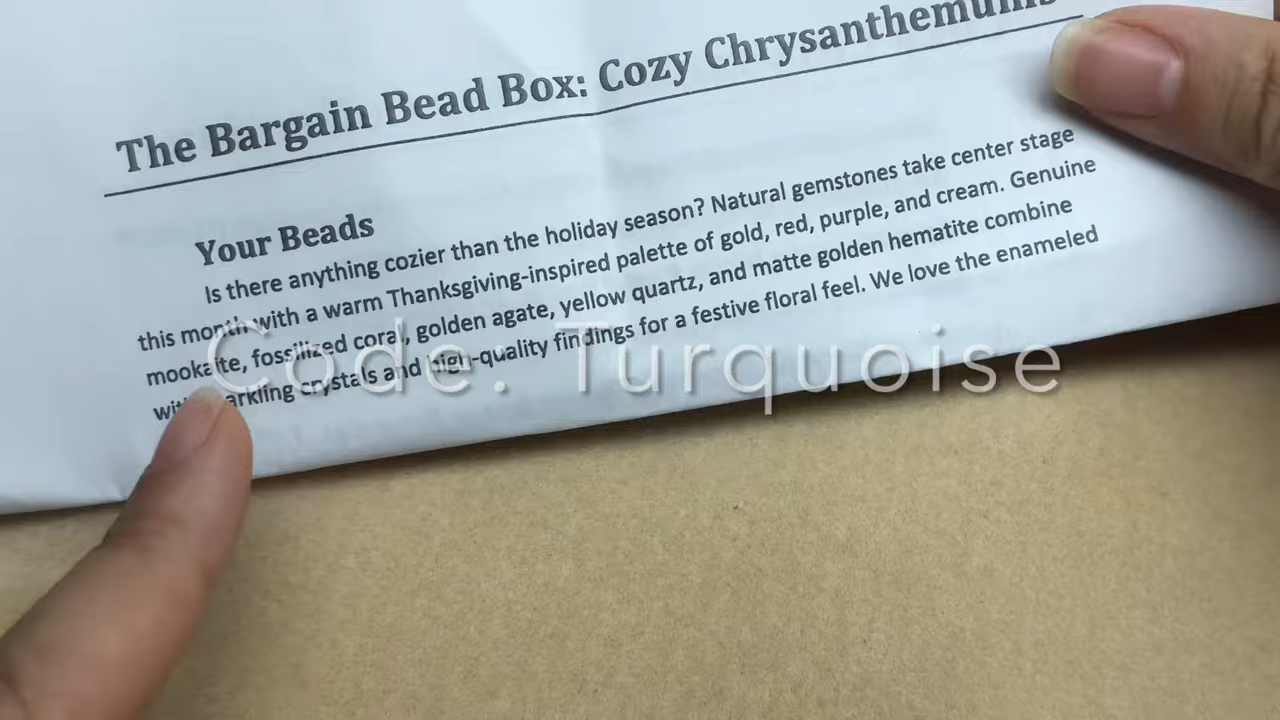 The Bargain Bead Box: Cozy Chrysanthemums
Your Beads
Is there anything cozier than the holiday season? Natural gemstones take center stage
this month with a warm Thanksgiving-inspired palette of gold, red, purple, and cream. Genuine
mookaite, fossilized coral, golden agate, yellow quartz, and matte golden hematite combine
with sparkling crystals and high-quality findings for a festive floral feel. We love the enameled
Code: Turquoise